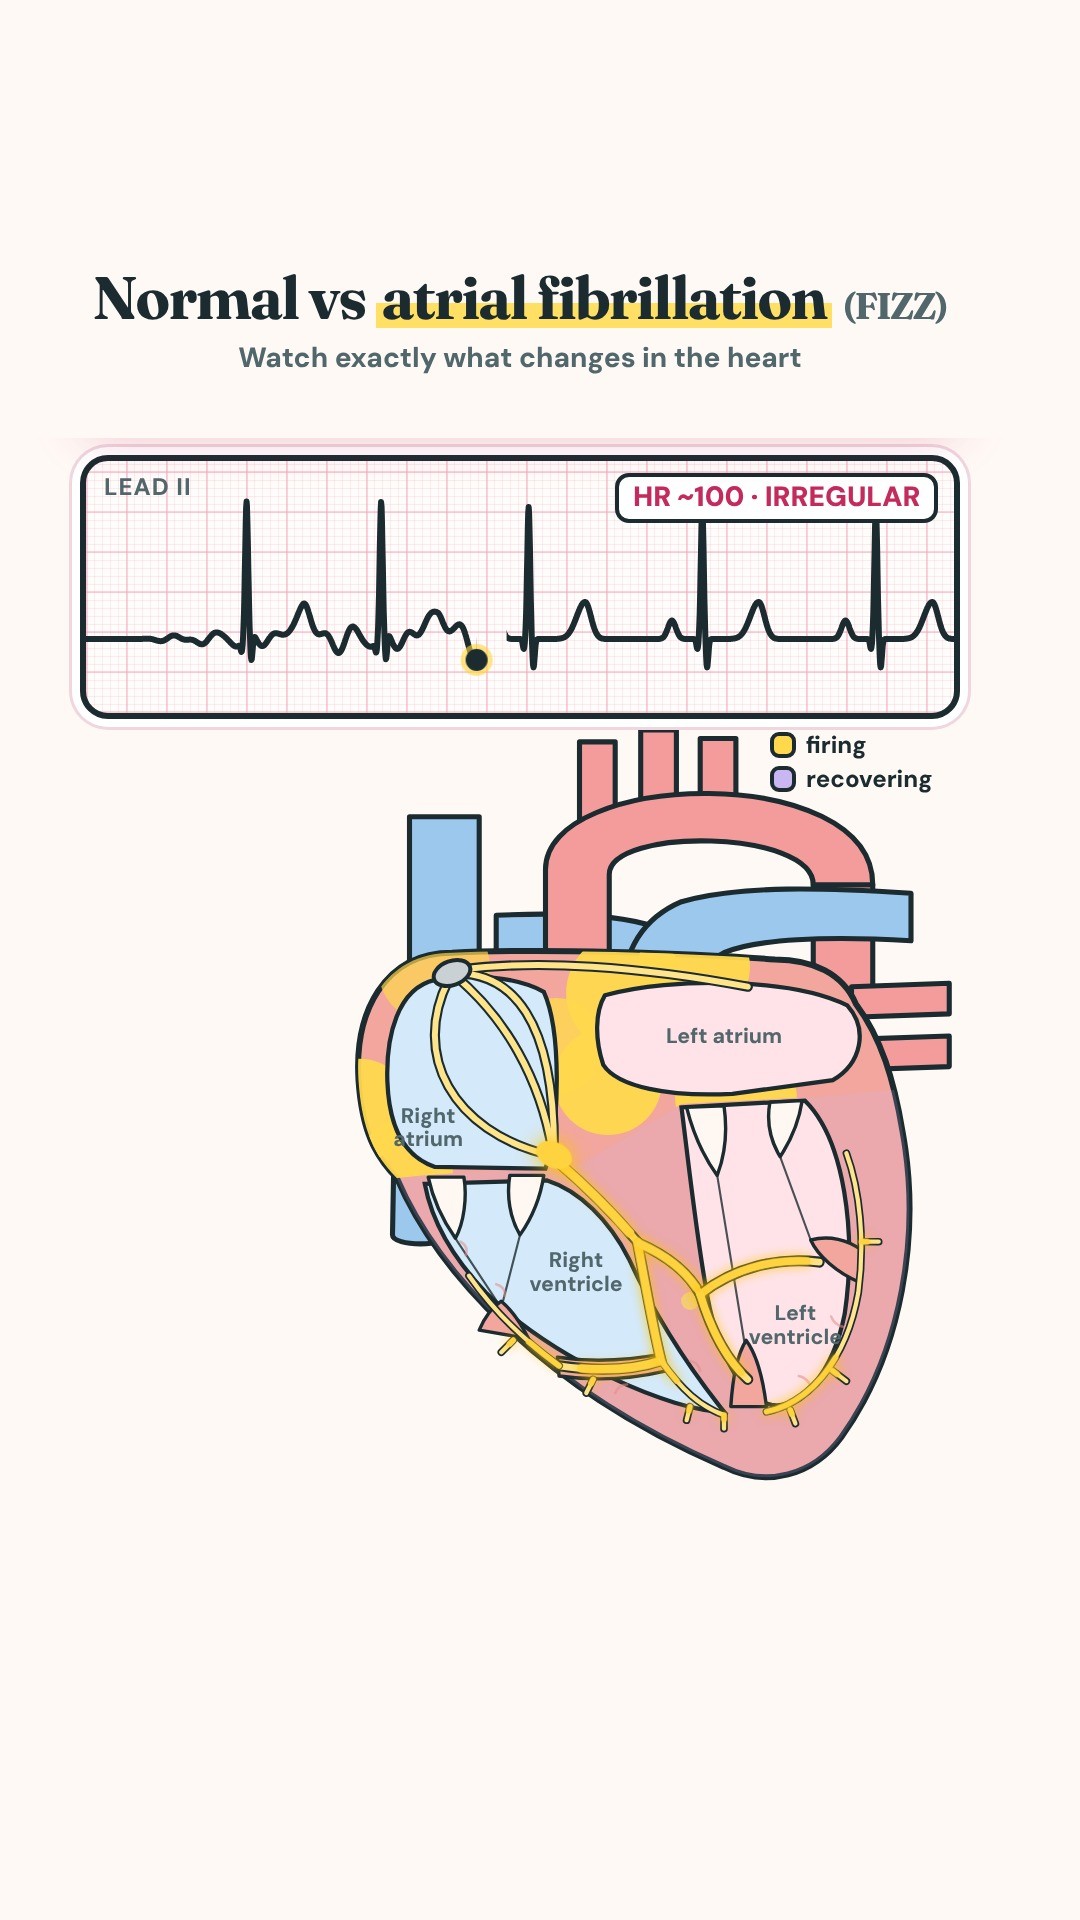 Normal vs atrial fibrillation (FIZZ)
Watch exactly what changes in the heart
LEAD II
HR ~100 · IRREGULAR
firing
recovering
Left atrium
Right
atrium
Right
ventricle
Left
ventricle